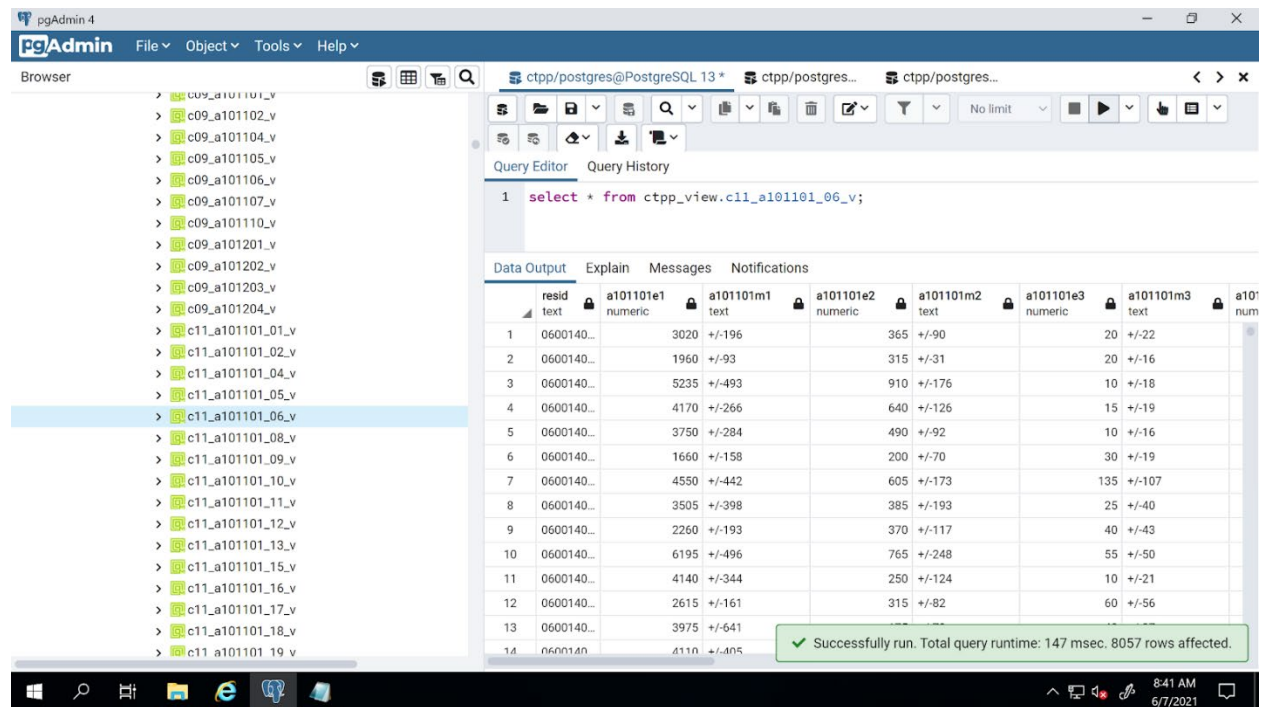 pgAdmin 4
pgAdmin File Object Tools Help
Browser
c09_a101101_v
c09_a101102_v
c09_a101104_v
c09_a101105_v
c09_a101106_v
c09_a101107_v
c09_a101110_v
c09_a101201_v
c09_a101202_v
c09_a101203_v
c09_a101204_v
c11_a101101_01_v
c11_a101101_02_v
c11_a101101_04_v
c11_a101101_05_v
c11_a101101_06_v
c11_a101101_08_v
c11_a101101_09_v
c11_a101101_10_v
c11_a101101_11_v
c11_a101101_12_v
c11_a101101_13_v
c11_a101101_15_v
c11_a101101_16_v
c11_a101101_17_v
c11_a101101_18_v
c11_a101101_19_v
ctpp/postgres@PostgreSQL 13 * ctpp/postgres... ctpp/postgres...
No limit
Query Editor Query History
1 select * from ctpp_view.c11_a101101_06_v;
Data Output Explain Messages Notifications
resid a101101e1 a101101m1 a101101e2 a101101m2 a101101e3 a101101m3 a101
text numeric text numeric text numeric text num
1 0600140... 3020 +/-196 365 +/-90 20 +/-22
2 0600140... 1960 +/-93 315 +/-31 20 +/-16
3 0600140... 5235 +/-493 910 +/-176 10 +/-18
4 0600140... 4170 +/-266 640 +/-126 15 +/-19
5 0600140... 3750 +/-284 490 +/-92 10 +/-16
6 0600140... 1660 +/-158 200 +/-70 30 +/-19
7 0600140... 4550 +/-442 605 +/-173 135 +/-107
8 0600140... 3505 +/-398 385 +/-193 25 +/-40
9 0600140... 2260 +/-193 370 +/-117 40 +/-43
10 0600140... 6195 +/-496 765 +/-248 55 +/-50
11 0600140... 4140 +/-344 250 +/-124 10 +/-21
12 0600140... 2615 +/-161 315 +/-82 60 +/-56
13 0600140... 3975 +/-641
14 0600140... 4110 +/-405
Successfully run. Total query runtime: 147 msec. 8057 rows affected.
8:41 AM
6/7/2021